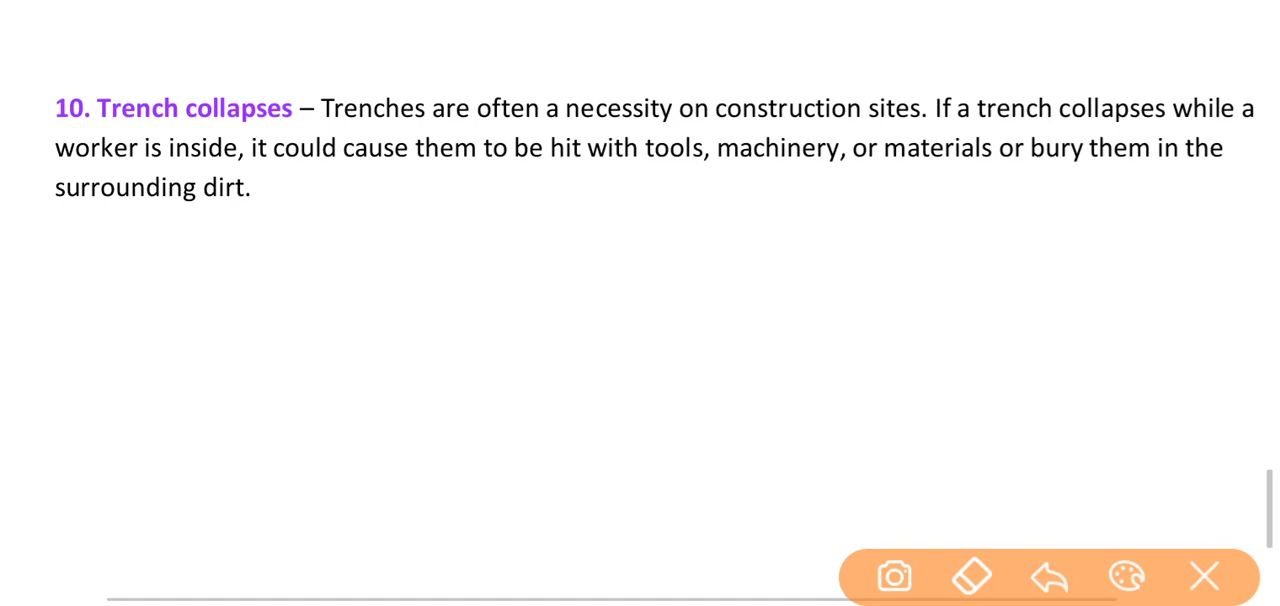 10. Trench collapses – Trenches are often a necessity on construction sites. If a trench collapses while a
worker is inside, it could cause them to be hit with tools, machinery, or materials or bury them in the
surrounding dirt.